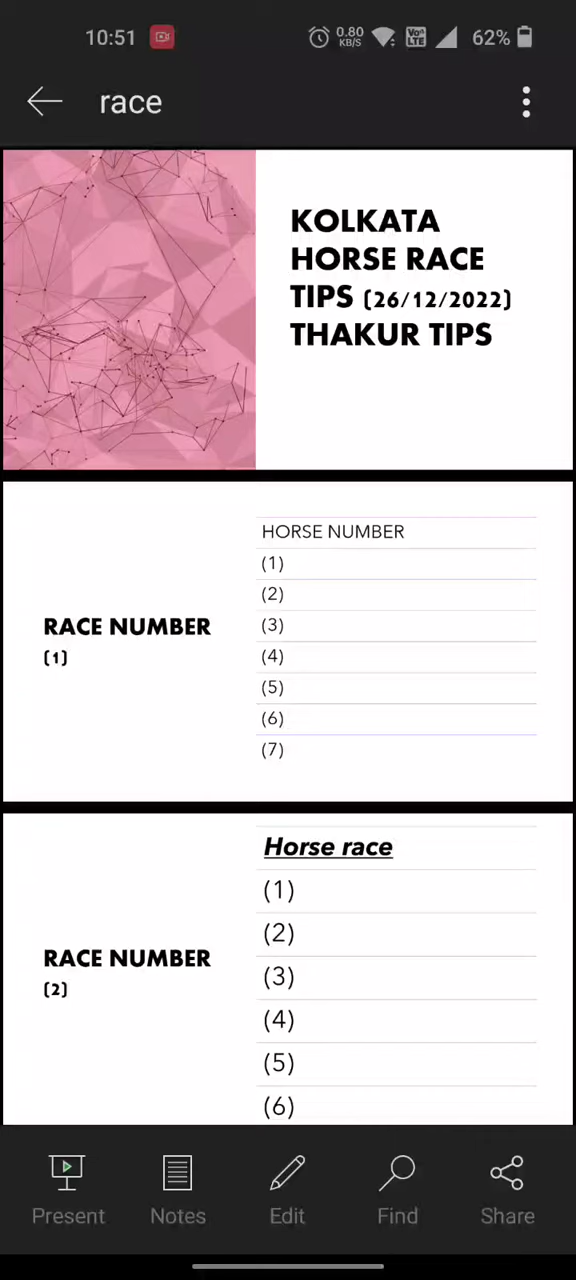 10:51 0.80 KB/S Vo LTE 62%
race
KOLKATA
HORSE RACE
TIPS (26/12/2022)
THAKUR TIPS
RACE NUMBER
(1)
HORSE NUMBER
(1)
(2)
(3)
(4)
(5)
(6)
(7)
RACE NUMBER
(2)
Horse race
(1)
(2)
(3)
(4)
(5)
(6)
Present Notes Edit Find Share